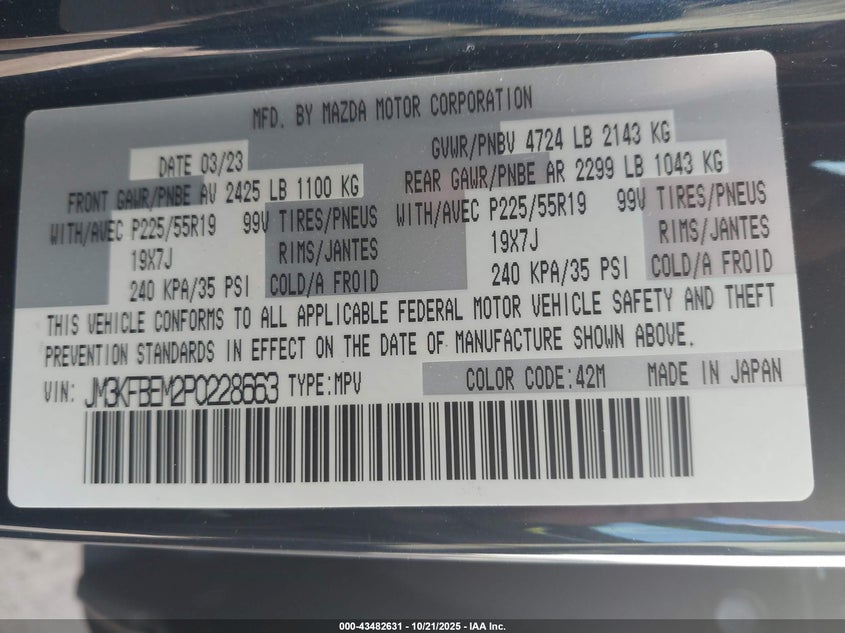 MFD. BY MAZDA MOTOR CORPORATION
DATE 03/23 GVWR/PNBV 4724 LB 2143 KG
FRONT GAWR/PNBE AV 2425 LB 1100 KG REAR GAWR/PNBE AR 2299 LB 1043 KG
WITH/AVEC P225/55R19 99V TIRES/PNEUS WITH/AVEC P225/55R19 99V TIRES/PNEUS
19X7J RIMS/JANTES 19X7J RIMS/JANTES
240 KPA/35 PSI COLD/A FROID 240 KPA/35 PSI COLD/A FROID
THIS VEHICLE CONFORMS TO ALL APPLICABLE FEDERAL MOTOR VEHICLE SAFETY AND THEFT
PREVENTION STANDARDS IN EFFECT ON THE DATE OF MANUFACTURE SHOWN ABOVE.
VIN: JM3KFBEM2P0228663 TYPE:MPV COLOR CODE:42M MADE IN JAPAN
000-43482631 - 10/21/2025 - IAA Inc.